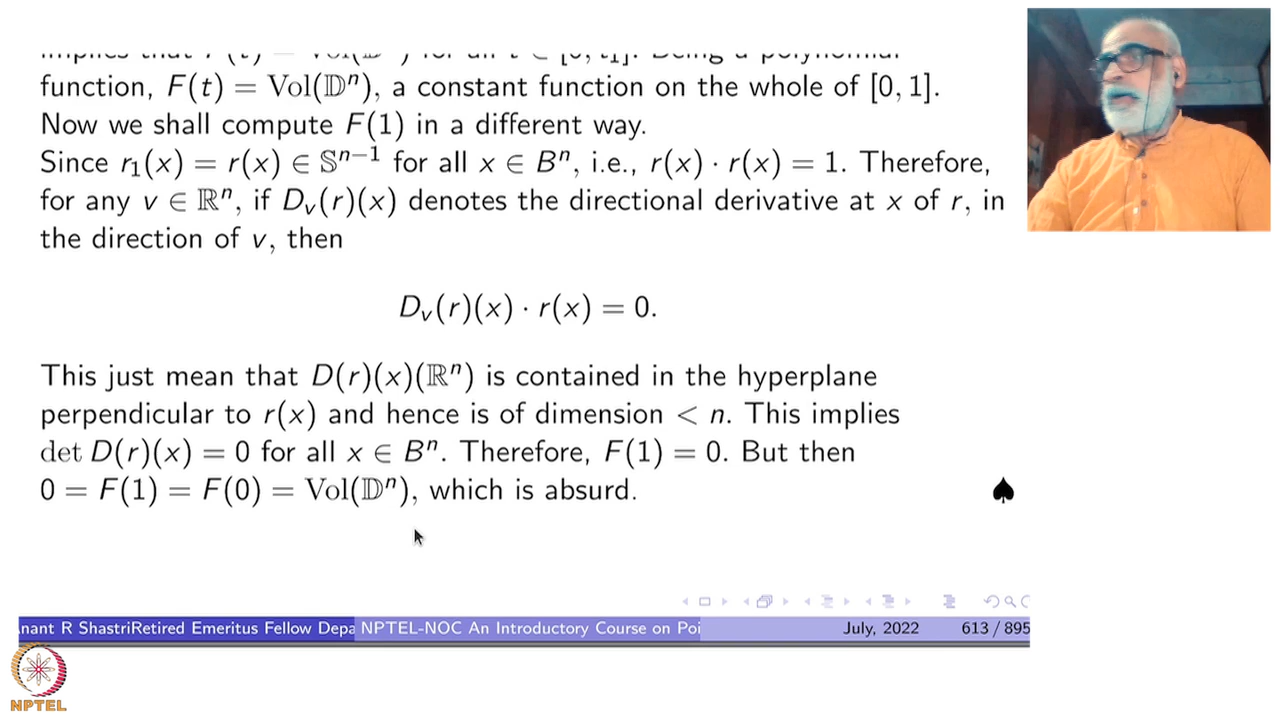 function, F(t) = Vol(𝔻ⁿ), a constant function on the whole of [0, 1].
Now we shall compute F(1) in a different way.
Since r₁(x) = r(x) ∈ 𝕊ⁿ⁻¹ for all x ∈ Bⁿ, i.e., r(x) · r(x) = 1. Therefore,
for any v ∈ ℝⁿ, if Dᵥ(r)(x) denotes the directional derivative at x of r, in
the direction of v, then
Dᵥ(r)(x) · r(x) = 0.
This just mean that D(r)(x)(ℝⁿ) is contained in the hyperplane
perpendicular to r(x) and hence is of dimension < n. This implies
det D(r)(x) = 0 for all x ∈ Bⁿ. Therefore, F(1) = 0. But then
0 = F(1) = F(0) = Vol(𝔻ⁿ), which is absurd. ♠
nant R ShastriRetired Emeritus Fellow Depa NPTEL-NOC An Introductory Course on Poi July, 2022 613 / 895
NPTEL